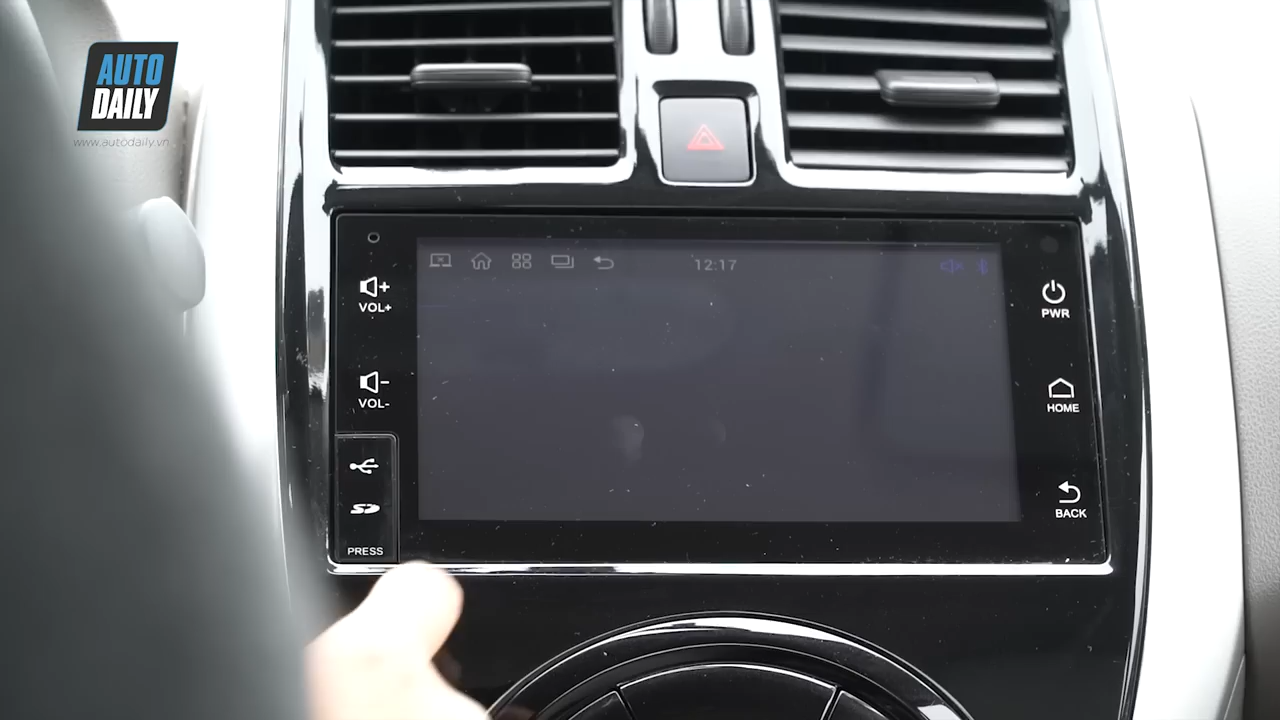 AUTO
DAILY
www.autodaily.vn
12:17
VOL+
VOL-
PRESS
PWR
HOME
BACK